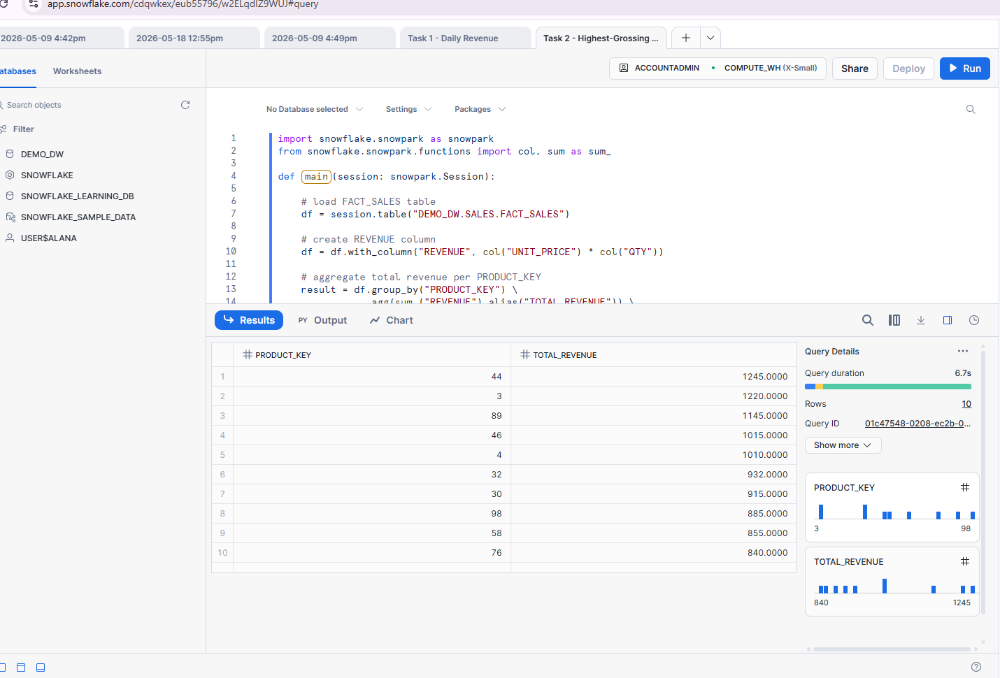 app.snowflake.com/cdqwkex/eub55796/w2ELqdIZ9WUJ#query
2026-05-09 4:42pm
2026-05-18 12:55pm
2026-05-09 4:49pm
Task 1 - Daily Revenue
Task 2 - Highest-Grossing ...
atabases
Worksheets
ACCOUNTADMIN
COMPUTE_WH (X-Small)
Share
Deploy
Run
Search objects
Filter
DEMO_DW
SNOWFLAKE
SNOWFLAKE_LEARNING_DB
SNOWFLAKE_SAMPLE_DATA
USER$ALANA
No Database selected
Settings
Packages
1 import snowflake.snowpark as snowpark
2 from snowflake.snowpark.functions import col, sum as sum_
3
4 def main(session: snowpark.Session):
5
6 # load FACT_SALES table
7 df = session.table("DEMO_DW.SALES.FACT_SALES")
8
9 # create REVENUE column
10 df = df.with_column("REVENUE", col("UNIT_PRICE") * col("QTY"))
11
12 # aggregate total revenue per PRODUCT_KEY
13 result = df.group_by("PRODUCT_KEY") \
14 .agg(sum_("REVENUE").alias("TOTAL_REVENUE")) \
Results
PY Output
Chart
PRODUCT_KEY TOTAL_REVENUE
1 44 1245.0000
2 3 1220.0000
3 89 1145.0000
4 46 1015.0000
5 4 1010.0000
6 32 932.0000
7 30 915.0000
8 98 885.0000
9 58 855.0000
10 76 840.0000
Query Details
Query duration 6.7s
Rows 10
Query ID 01c47548-0208-ec2b-0...
Show more
PRODUCT_KEY
3 98
TOTAL_REVENUE
840 1245